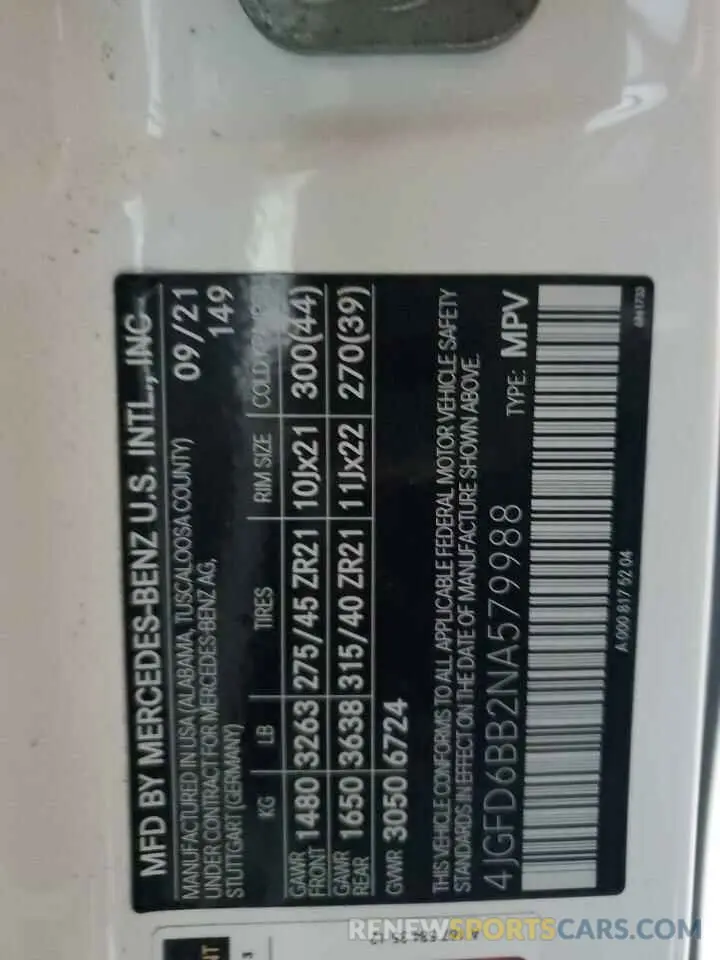 MFD BY MERCEDES-BENZ U.S. INTL., INC
MANUFACTURED IN USA (ALABAMA, TUSCALOOSA COUNTY) 09/21
UNDER CONTRACT FOR MERCEDES-BENZ AG, 149
STUTTGART (GERMANY)
KG LB TIRES RIM SIZE COLD
GAWR FRONT 1480 3263 275/45 ZR21 10Jx21 300(44)
GAWR REAR 1650 3638 315/40 ZR21 11Jx22 270(39)
GVWR 3050 6724
THIS VEHICLE CONFORMS TO ALL APPLICABLE FEDERAL MOTOR VEHICLE SAFETY
STANDARDS IN EFFECT ON THE DATE OF MANUFACTURE SHOWN ABOVE.
4JGFD6BB2NA579988 TYPE: MPV
A 000 817 52 04
NT
3
RENEWSPORTSCARS.COM